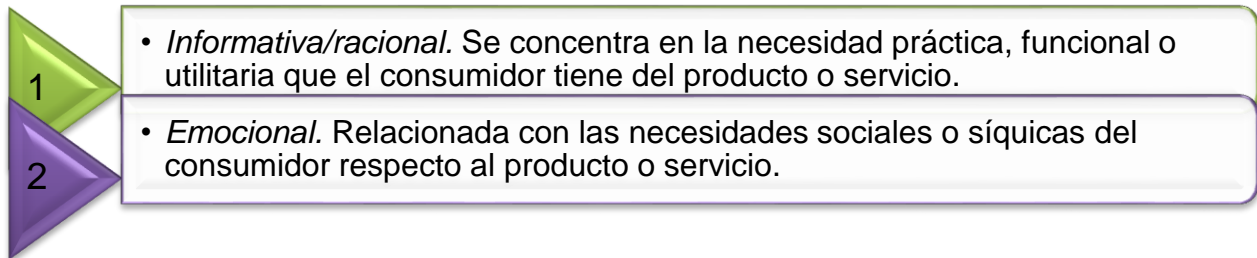 1
• Informativa/racional. Se concentra en la necesidad práctica, funcional o
utilitaria que el consumidor tiene del producto o servicio.
2
• Emocional. Relacionada con las necesidades sociales o síquicas del
consumidor respecto al producto o servicio.